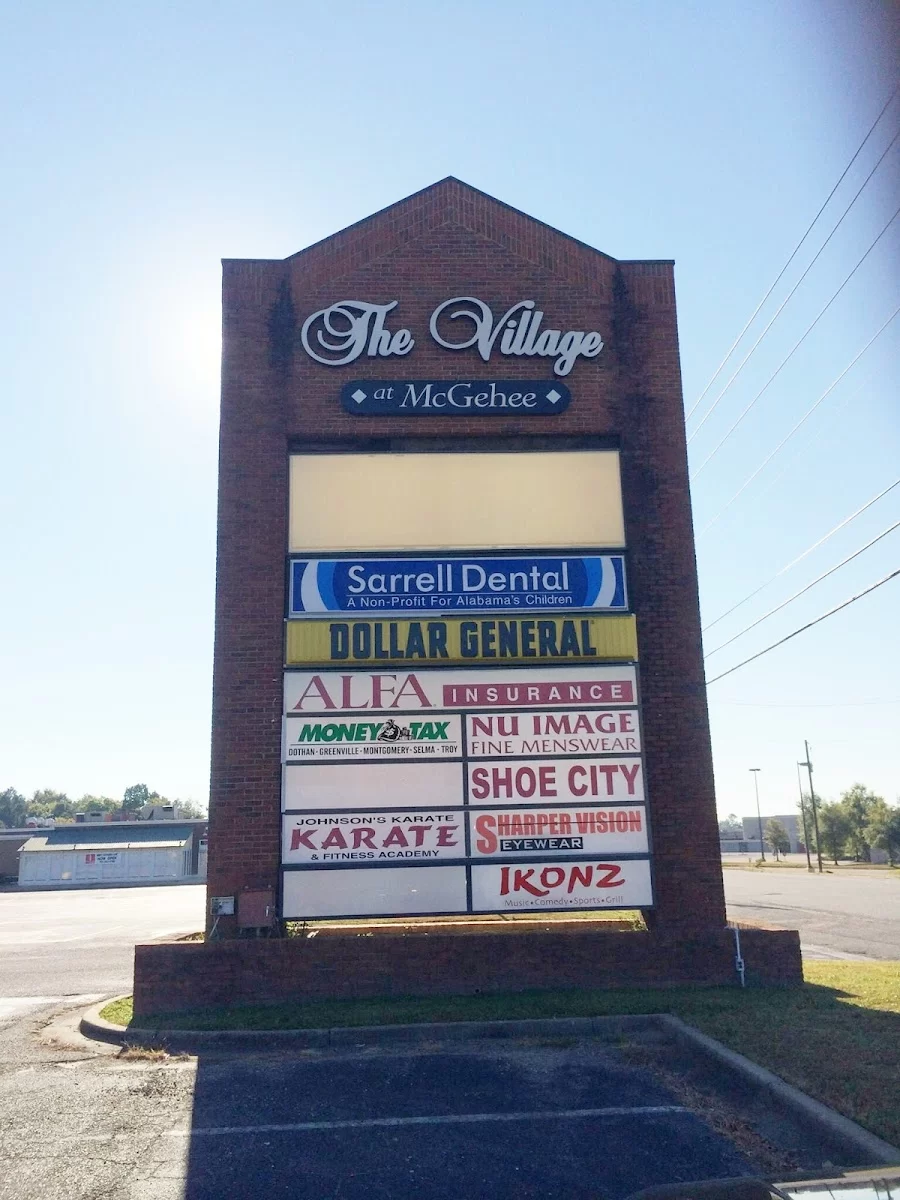 The Village
at McGehee
Sarrell Dental
A Non-Profit For Alabama's Children
DOLLAR GENERAL
ALFA INSURANCE
MONEY TAX
DOTHAN · GREENVILLE · MONTGOMERY · SELMA · TROY
NU IMAGE
FINE MENSWEAR
SHOE CITY
JOHNSON'S KARATE
KARATE
& FITNESS ACADEMY
SHARPER VISION
EYEWEAR
IKONZ
Music • Comedy • Sports • Grill